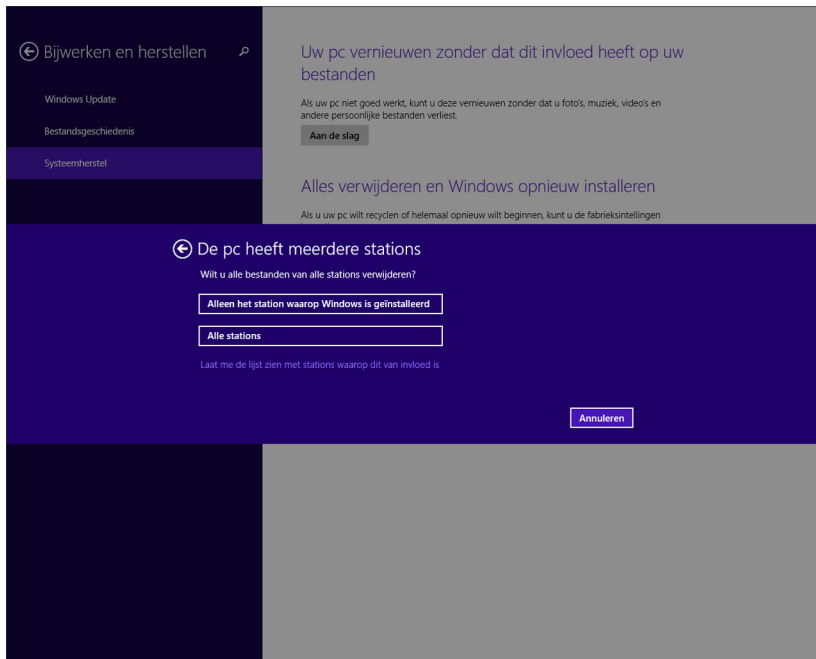 Bijwerken en herstellen
Windows Update
Bestandsgeschiedenis
Systeemherstel
Uw pc vernieuwen zonder dat dit invloed heeft op uw
bestanden
Als uw pc niet goed werkt, kunt u deze vernieuwen zonder dat u foto's, muziek, video's en
andere persoonlijke bestanden verliest.
Aan de slag
Alles verwijderen en Windows opnieuw installeren
Als u uw pc wilt recyclen of helemaal opnieuw wilt beginnen, kunt u de fabrieksintellingen
De pc heeft meerdere stations
Wilt u alle bestanden van alle stations verwijderen?
Alleen het station waarop Windows is geïnstalleerd
Alle stations
Laat me de lijst zien met stations waarop dit van invloed is
Annuleren